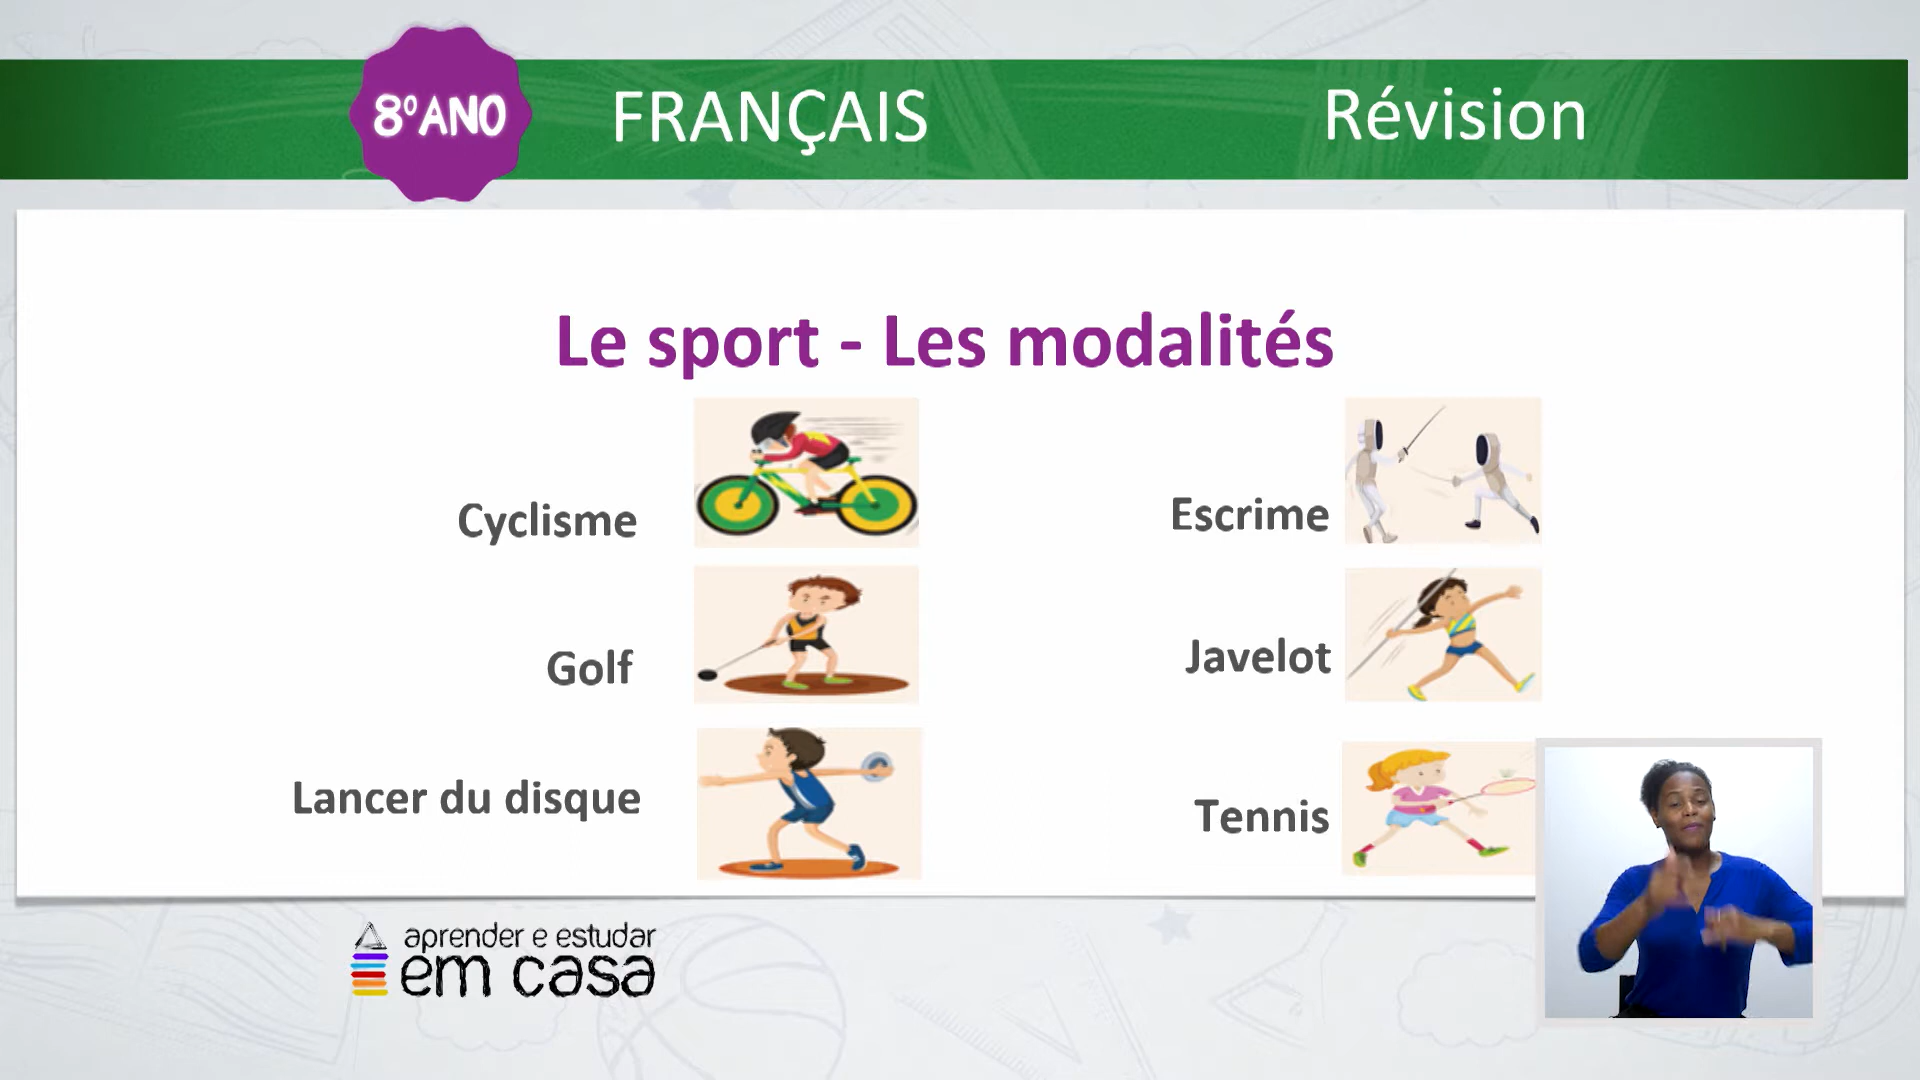 8ºANO
FRANÇAIS
Révision
Le sport - Les modalités
Cyclisme
Escrime
Golf
Javelot
Lancer du disque
Tennis
aprender e estudar
em casa